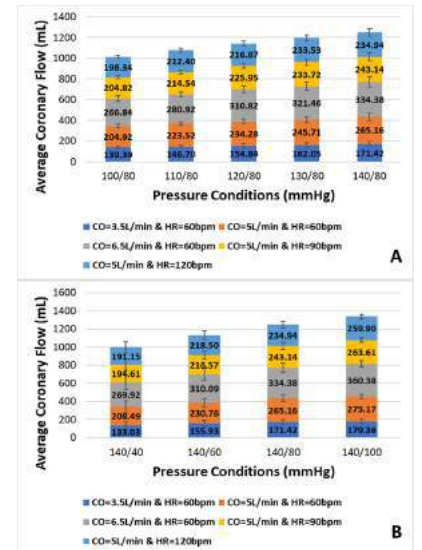 Average Coronary Flow (mL)
1400
1200
1000
800
600
400
200
0
198.34 212.40 216.87 233.53 234.94
204.82 214.54 225.95 233.72 243.14
266.84 280.92 310.82 321.46 334.38
204.92 223.52 234.28 245.71 265.16
139.39 146.70 154.86 162.05 171.42
100/80 110/80 120/80 130/80 140/80
Pressure Conditions (mmHg)
CO=3.5L/min & HR=60bpm CO=5L/min & HR=60bpm
CO=6.5L/min & HR=60bpm CO=5L/min & HR=90bpm
CO=5L/min & HR=120bpm
A
Average Coronary Flow (mL)
1600
1400
1200
1000
800
600
400
200
0
191.15 218.50 234.94 259.90
194.61 216.57 243.14 263.61
269.92 310.09 334.38 360.38
208.49 230.76 265.16 275.17
133.03 155.93 171.42
140/40 140/60 140/80 140/100
Pressure Conditions (mmHg)
CO=3.5L/min & HR=60bpm CO=5L/min & HR=60bpm
CO=6.5L/min & HR=60bpm CO=5L/min & HR=90bpm
CO=5L/min & HR=120bpm
B